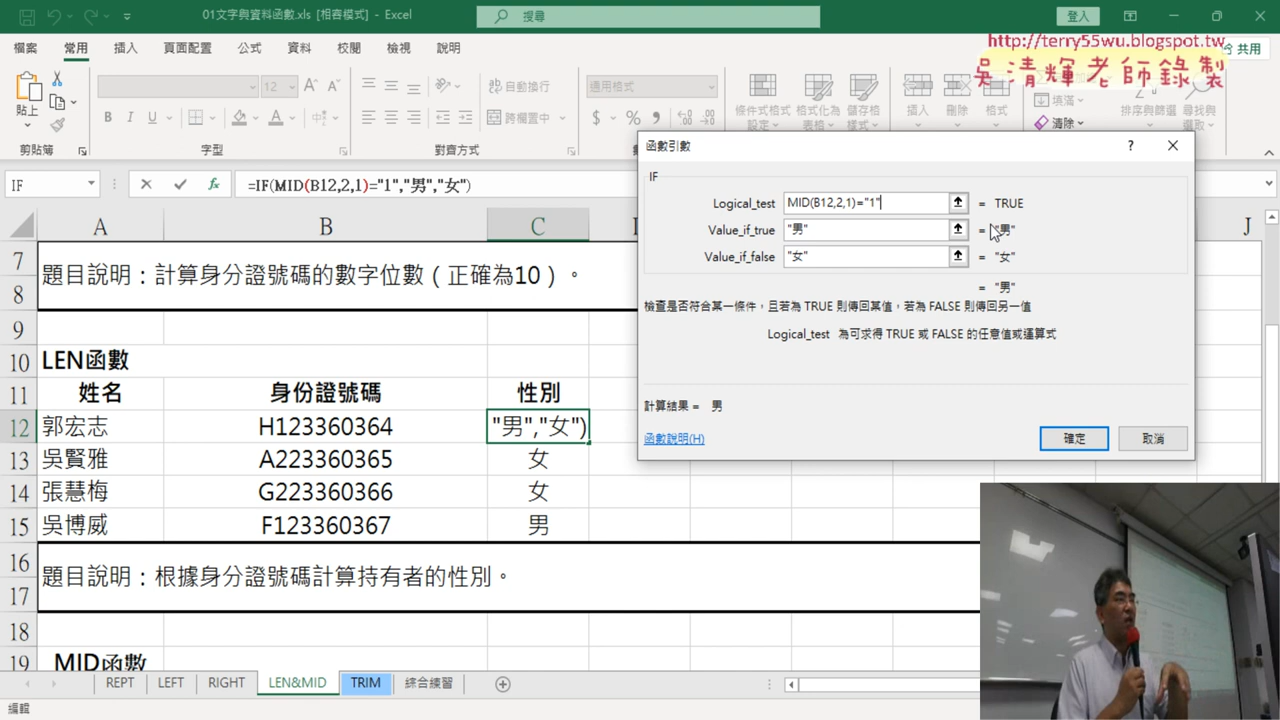 01文字與資料函數.xls [相容模式] - Excel
搜尋
登入
檔案 常用 插入 頁面配置 公式 資料 校閱 檢視 說明
共用
http://terry55wu.blogspot.tw
吳清輝老師錄製
貼上
12
自動換行
跨欄置中
通用格式
條件式格式設定
格式化為表格
儲存格樣式
插入
刪除
格式
填滿
清除
排序與篩選
尋找與選取
剪貼簿
字型
對齊方式
IF
=IF(MID(B12,2,1)="1","男","女")
函數引數
IF
Logical_test MID(B12,2,1)="1" = TRUE
Value_if_true "男" = "男"
Value_if_false "女" = "女"
= "男"
檢查是否符合某一條件，且若為 TRUE 則傳回某值，若為 FALSE 則傳回另一值
Logical_test 為可求得 TRUE 或 FALSE 的任意值或運算式
計算結果 = 男
函數說明(H)
確定
取消
A B C J
7
題目說明：計算身分證號碼的數字位數（正確為10）。
8
9
10 LEN函數
11 姓名 身份證號碼 性別
12 郭宏志 H123360364 "男","女")
13 吳賢雅 A223360365 女
14 張慧梅 G223360366 女
15 吳博威 F123360367 男
16
題目說明：根據身分證號碼計算持有者的性別。
17
18
19 MID函數
REPT LEFT RIGHT LEN&MID TRIM 綜合練習
編輯